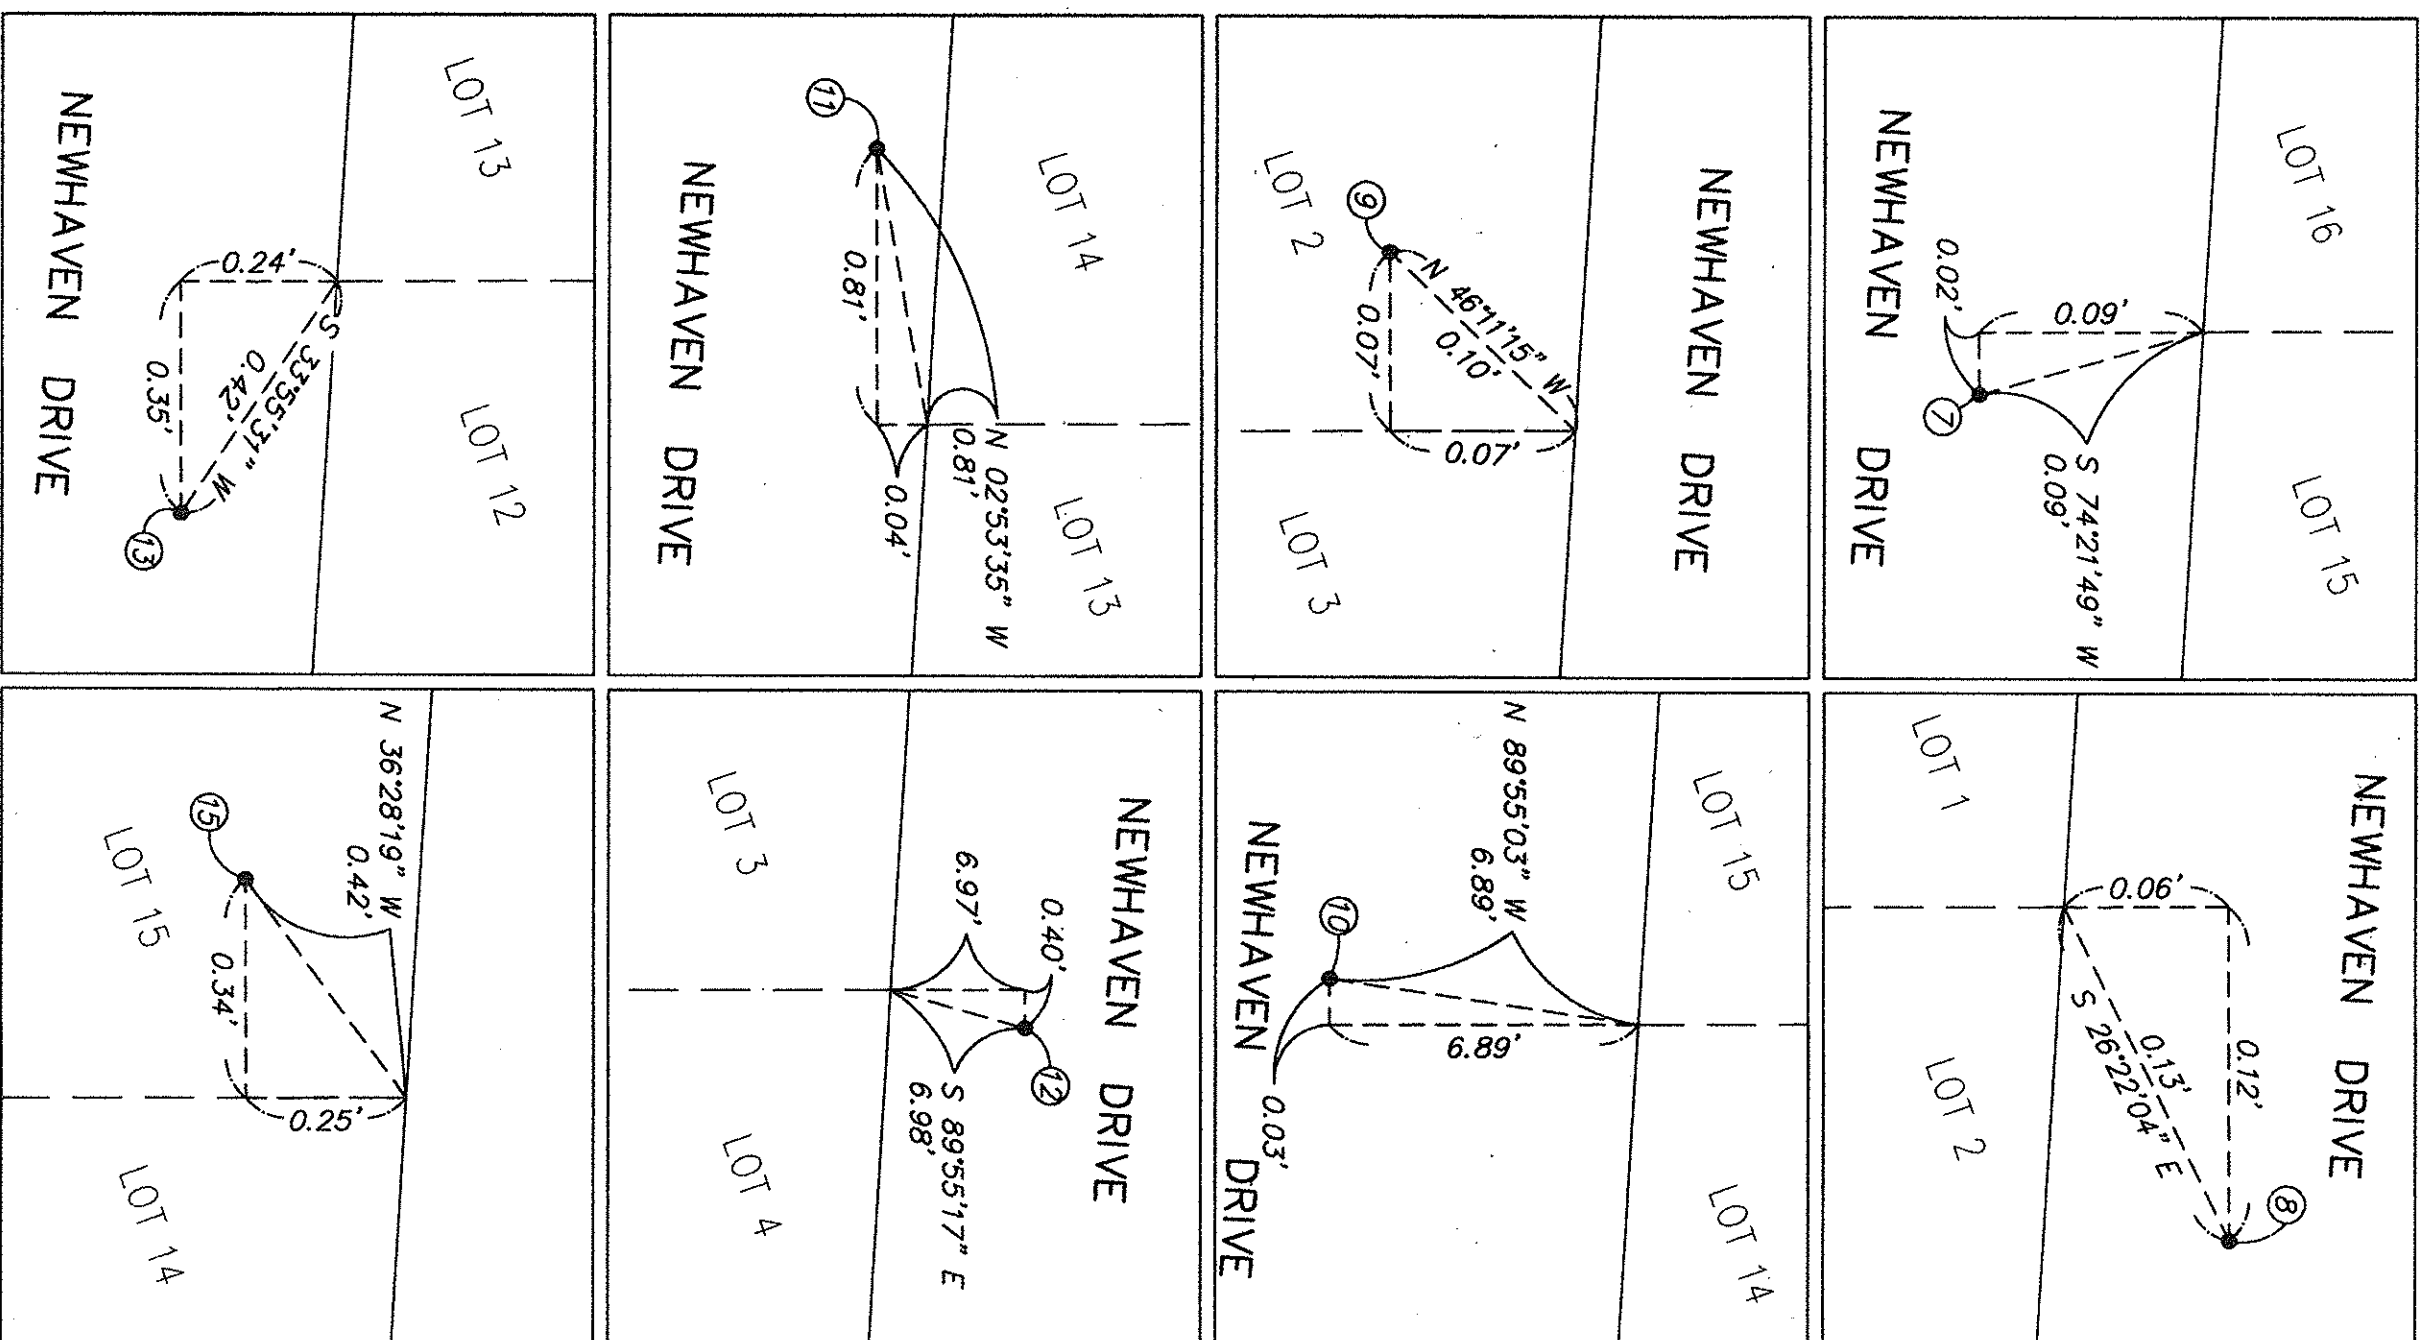 LOT 16
LOT 15
0.09'
0.02'
S 74°21'49" W
0.09'
7
NEWHAVEN DRIVE
NEWHAVEN DRIVE
8
0.12'
0.06'
0.13'
S 26°22'04" E
LOT 1
LOT 2
NEWHAVEN DRIVE
N 46°11'15" W
0.10'
9
0.07'
0.07'
LOT 2
LOT 3
LOT 15
LOT 14
N 89°55'03" W
6.89'
6.89'
10
0.03'
NEWHAVEN DRIVE
LOT 14
LOT 13
N 02°53'35" W
0.81'
0.04'
0.81'
11
NEWHAVEN DRIVE
NEWHAVEN DRIVE
0.40'
12
6.97'
S 89°55'17" E
6.98'
LOT 3
LOT 4
LOT 13
LOT 12
0.24'
S 33°55'31" W
0.42'
0.35'
13
NEWHAVEN DRIVE
N 36°28'19" W
0.42'
0.25'
15
0.34'
LOT 15
LOT 14